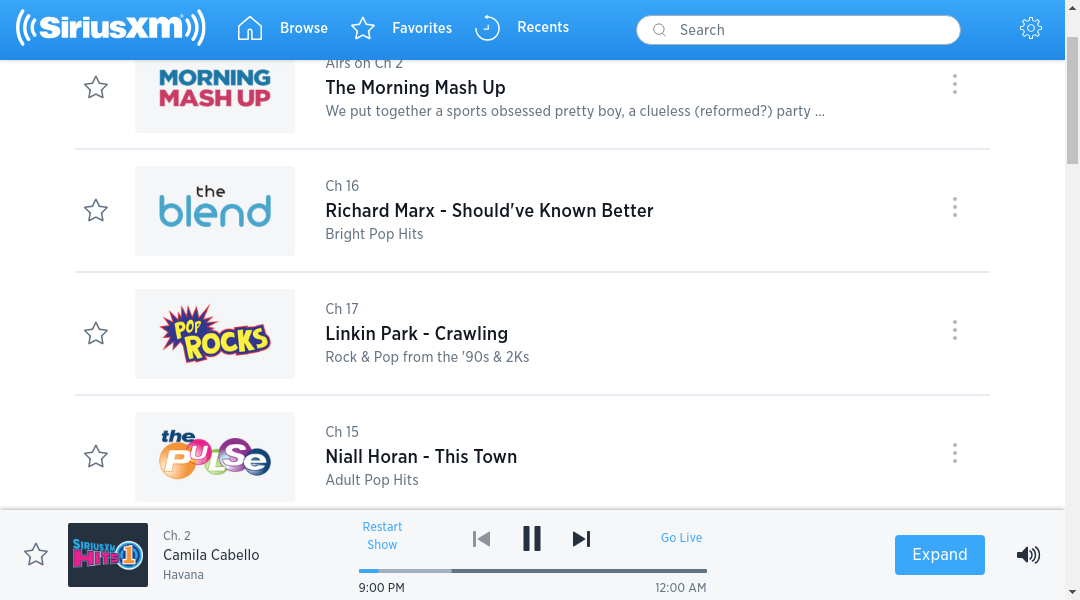 SiriusXM
Browse
Favorites
Recents
Search
Airs on Ch 2
MORNING
MASH UP
The Morning Mash Up
We put together a sports obsessed pretty boy, a clueless (reformed?) party ...
the
blend
Ch 16
Richard Marx - Should've Known Better
Bright Pop Hits
POP
ROCKS
Ch 17
Linkin Park - Crawling
Rock & Pop from the '90s & 2Ks
the
PULSe
Ch 15
Niall Horan - This Town
Adult Pop Hits
SIRIUSXM
HITS 1
Ch. 2
Camila Cabello
Havana
Restart
Show
Go Live
9:00 PM
12:00 AM
Expand